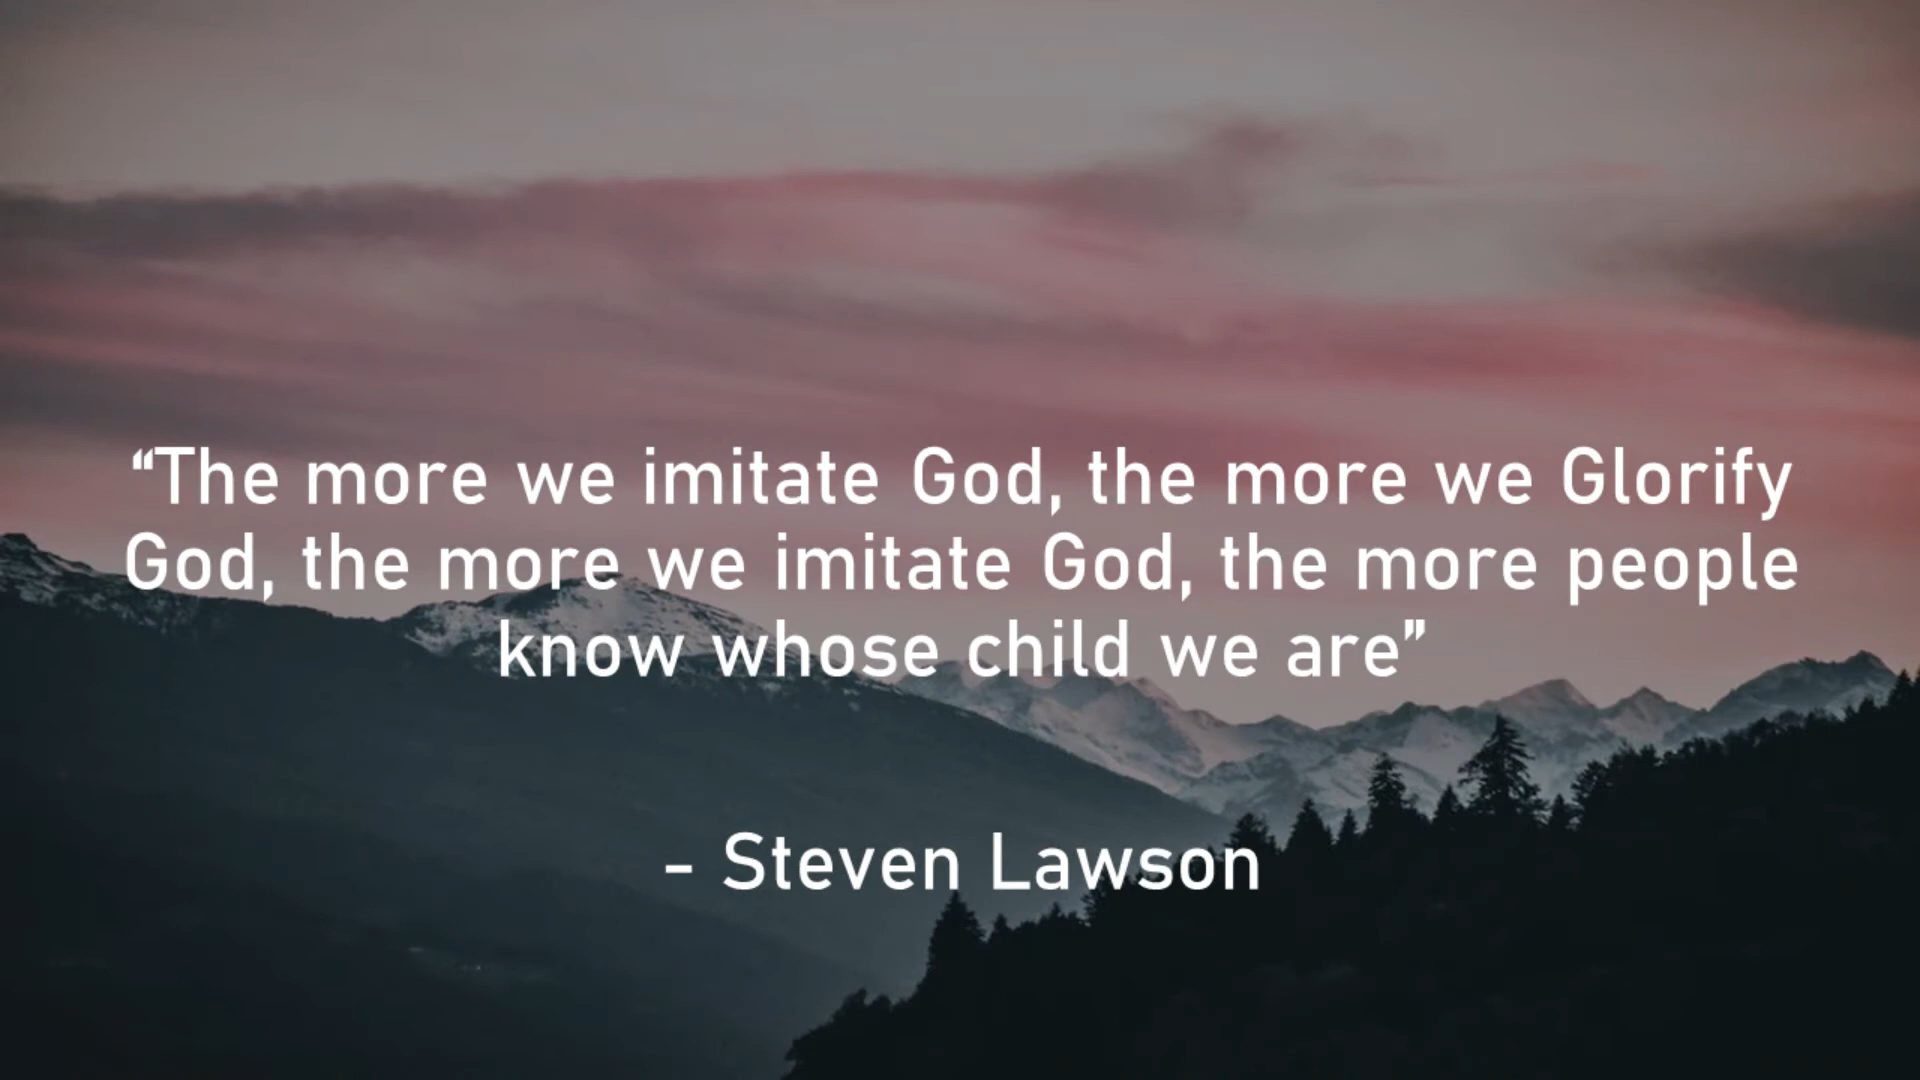 “The more we imitate God, the more we Glorify
God, the more we imitate God, the more people
know whose child we are”
- Steven Lawson